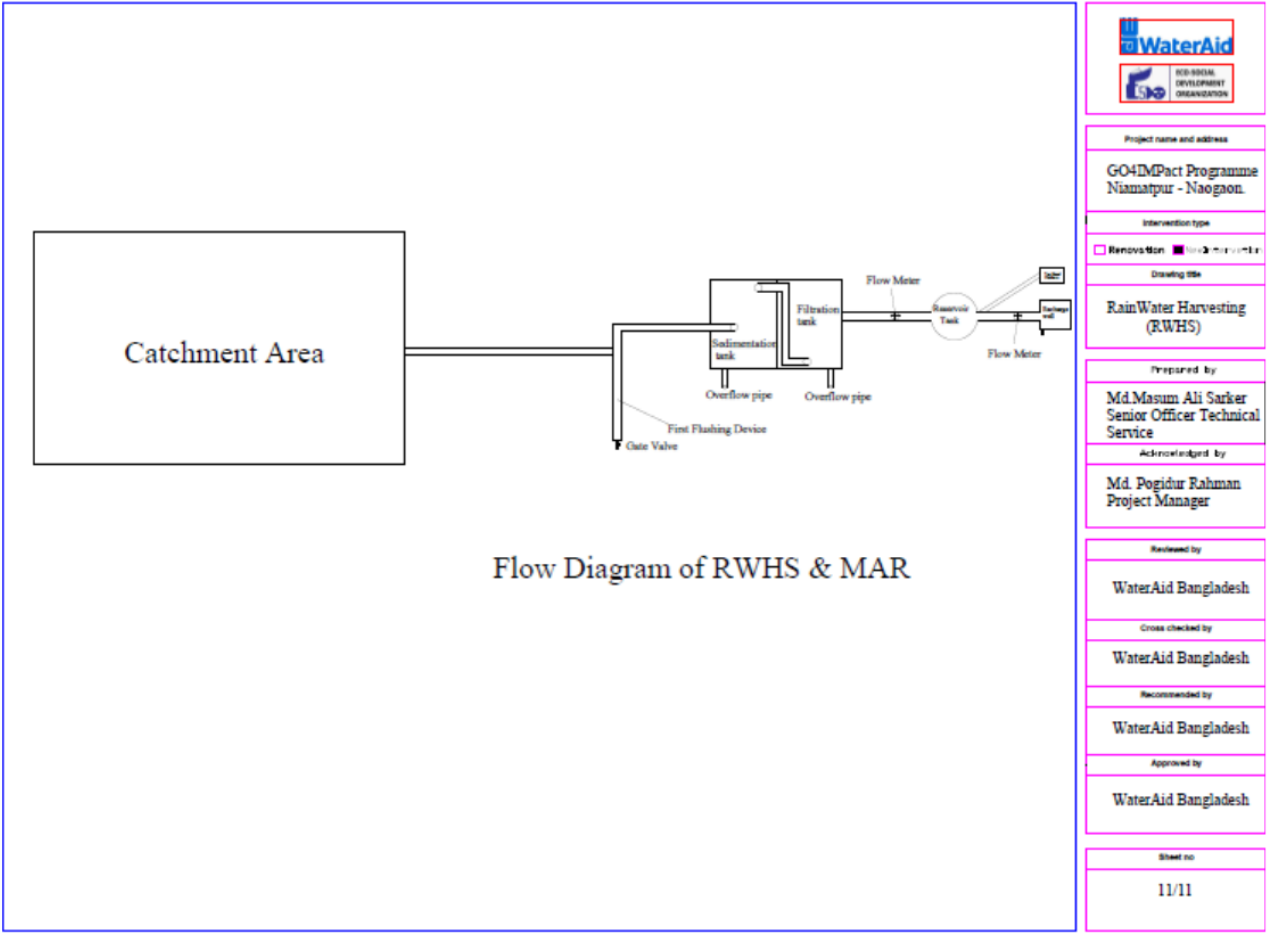 WaterAid
ECO-SOCIAL
DEVELOPMENT
ORGANIZATION
Project name and address
GO4IMPact Programme
Niamatpur - Naogaon.
Intervention type
Renovation
Drawing title
RainWater Harvesting
(RWHS)
Prepared by
Md.Masum Ali Sarker
Senior Officer Technical
Service
Acknowledged by
Md. Pogidur Rahman
Project Manager
Reviewed by
WaterAid Bangladesh
Cross checked by
WaterAid Bangladesh
Recommended by
WaterAid Bangladesh
Approved by
WaterAid Bangladesh
Sheet no
11/11
Catchment Area
Flow Meter
Filtration
tank
Reservoir
Tank
Recharge
well
Sedimentation
tank
Flow Meter
Overflow pipe
Overflow pipe
First Flushing Device
Gate Valve
Flow Diagram of RWHS & MAR